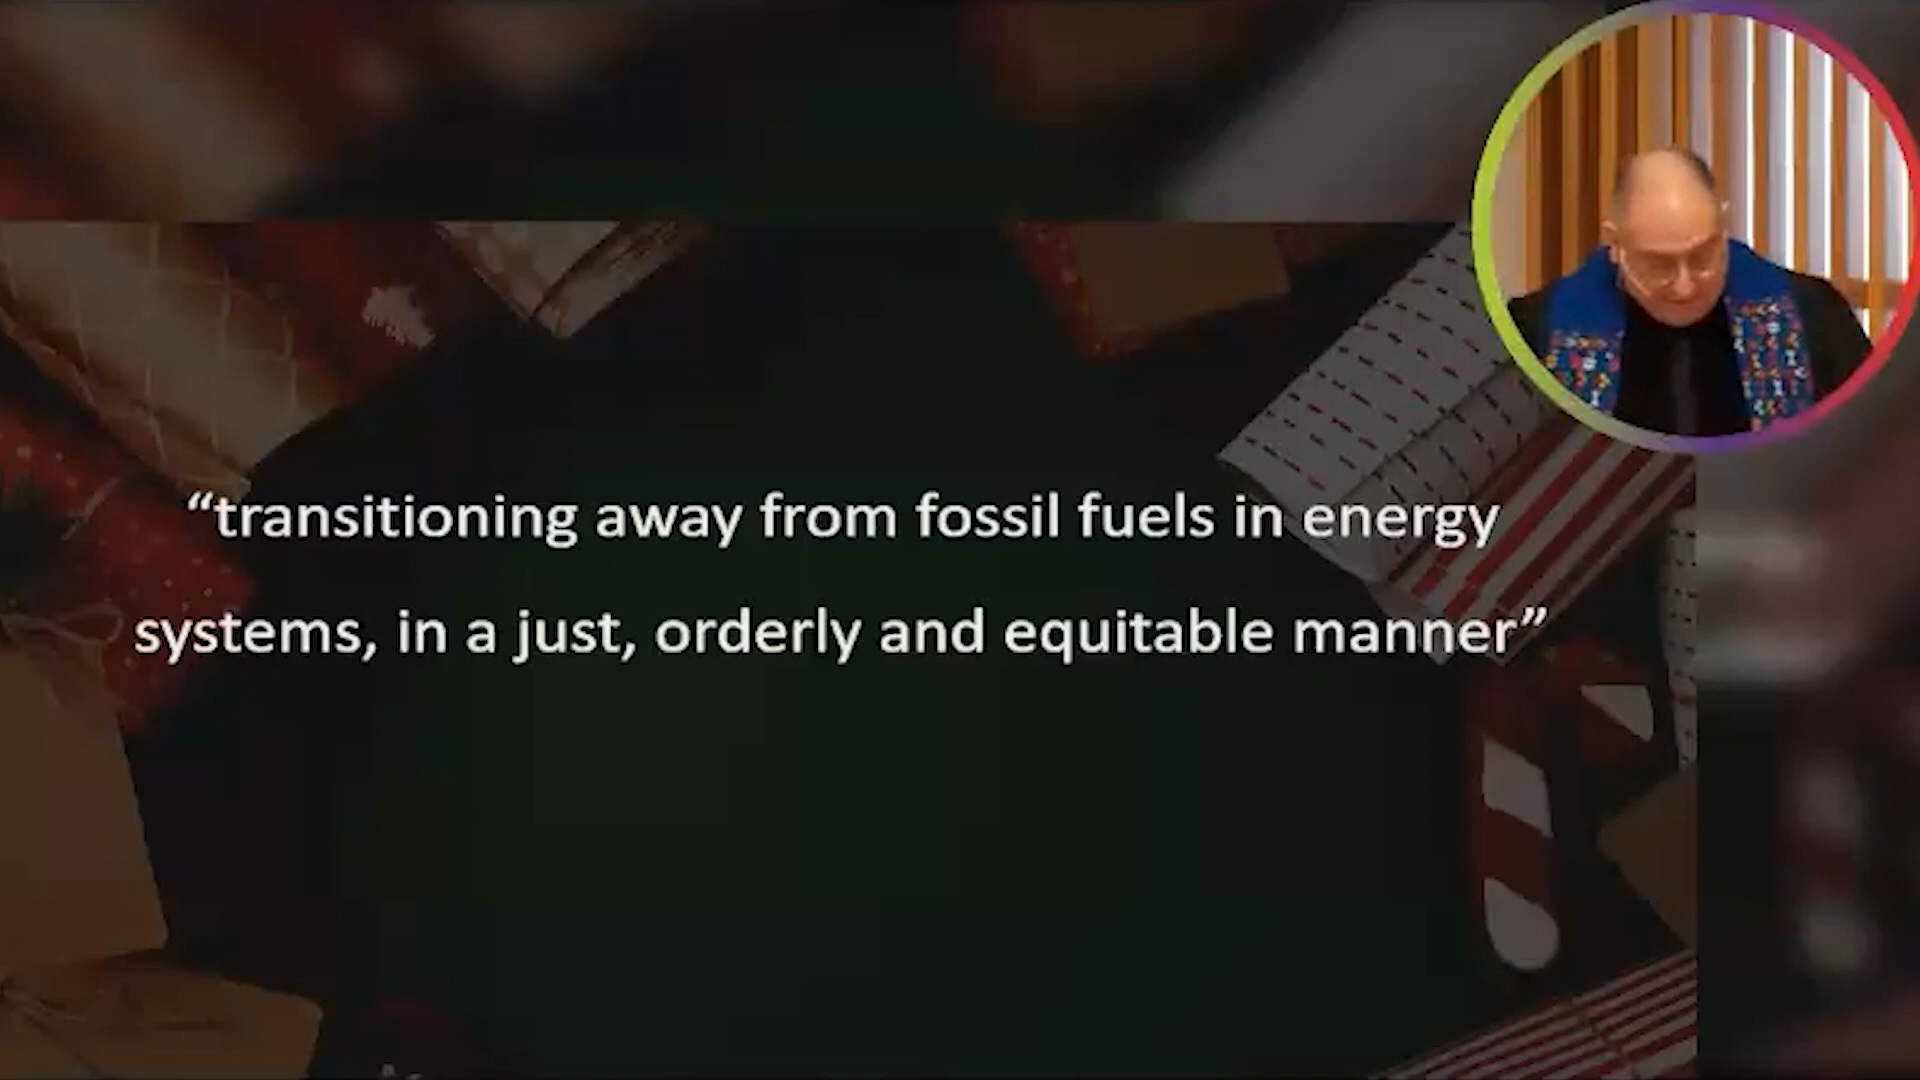 “transitioning away from fossil fuels in energy
systems, in a just, orderly and equitable manner”